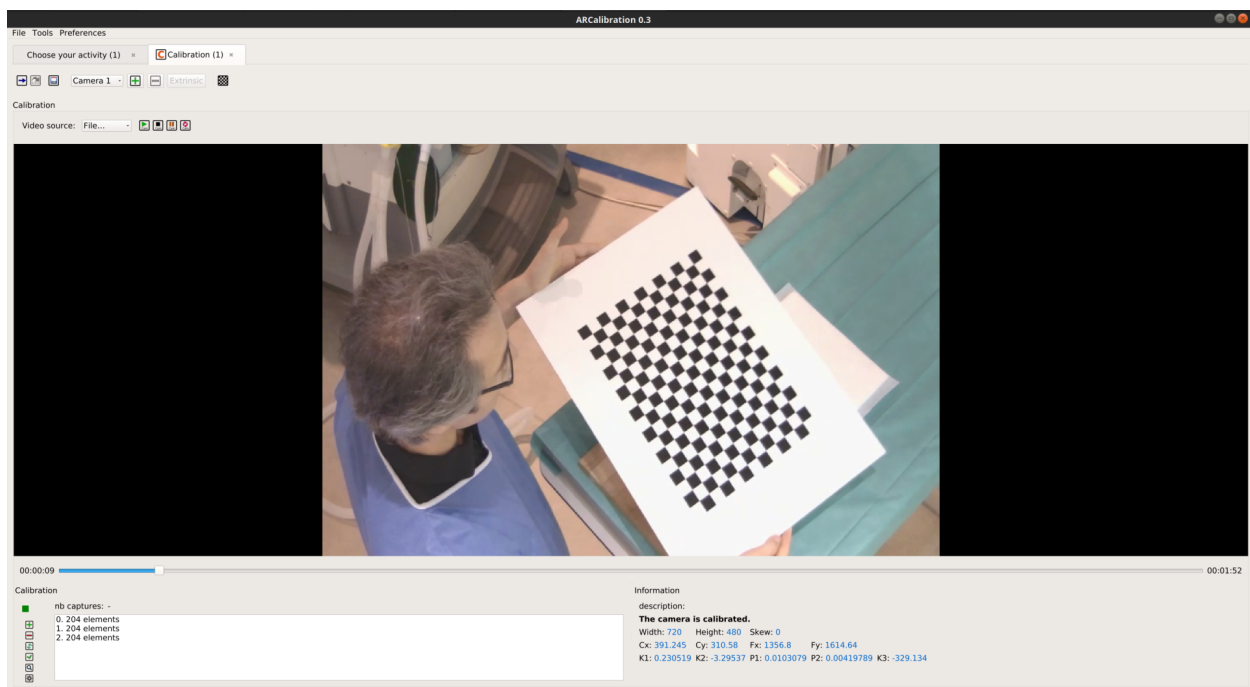 ARCalibration 0.3
File Tools Preferences
Choose your activity (1) Calibration (1)
Camera 1 Extrinsic
Calibration
Video source: File...
00:00:09 00:01:52
Calibration
nb captures: -
0. 204 elements
1. 204 elements
2. 204 elements
Information
description:
The camera is calibrated.
Width: 720 Height: 480 Skew: 0
Cx: 391.245 Cy: 310.58 Fx: 1356.8 Fy: 1614.64
K1: 0.230519 K2: -3.29537 P1: 0.0103079 P2: 0.00419789 K3: -329.134